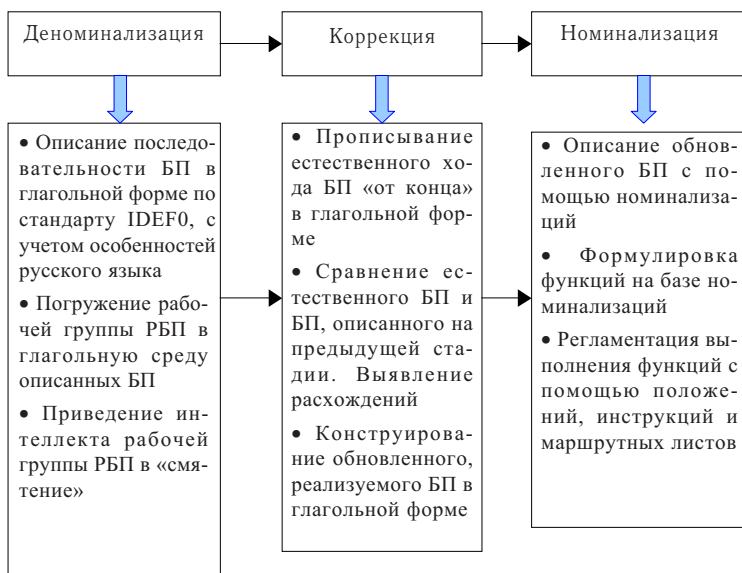 Деноминализация
Коррекция
Номинализация
• Описание последо-
вательности БП в
глагольной форме по
стандарту IDEF0, с
учетом особенностей
русского языка
• Погружение рабо-
чей группы РБП в
глагольную среду
описанных БП
• Приведение ин-
теллекта рабочей
группы РБП в «смя-
тение»
• Прописывание
естественного хо-
да БП «от конца»
в глагольной фор-
ме
• Сравнение ес-
тественного БП и
БП, описанного на
предыдущей ста-
дии. Выявление
расхождений
• Конструирова-
ние обновленного,
реализуемого БП в
глагольной форме
• Описание обнов-
ленного БП с по-
мощью номинализа-
ций
• Формулировка
функций на базе но-
минализаций
• Регламентация вы-
полнения функций с
помощью положе-
ний, инструкций и
маршрутных листов